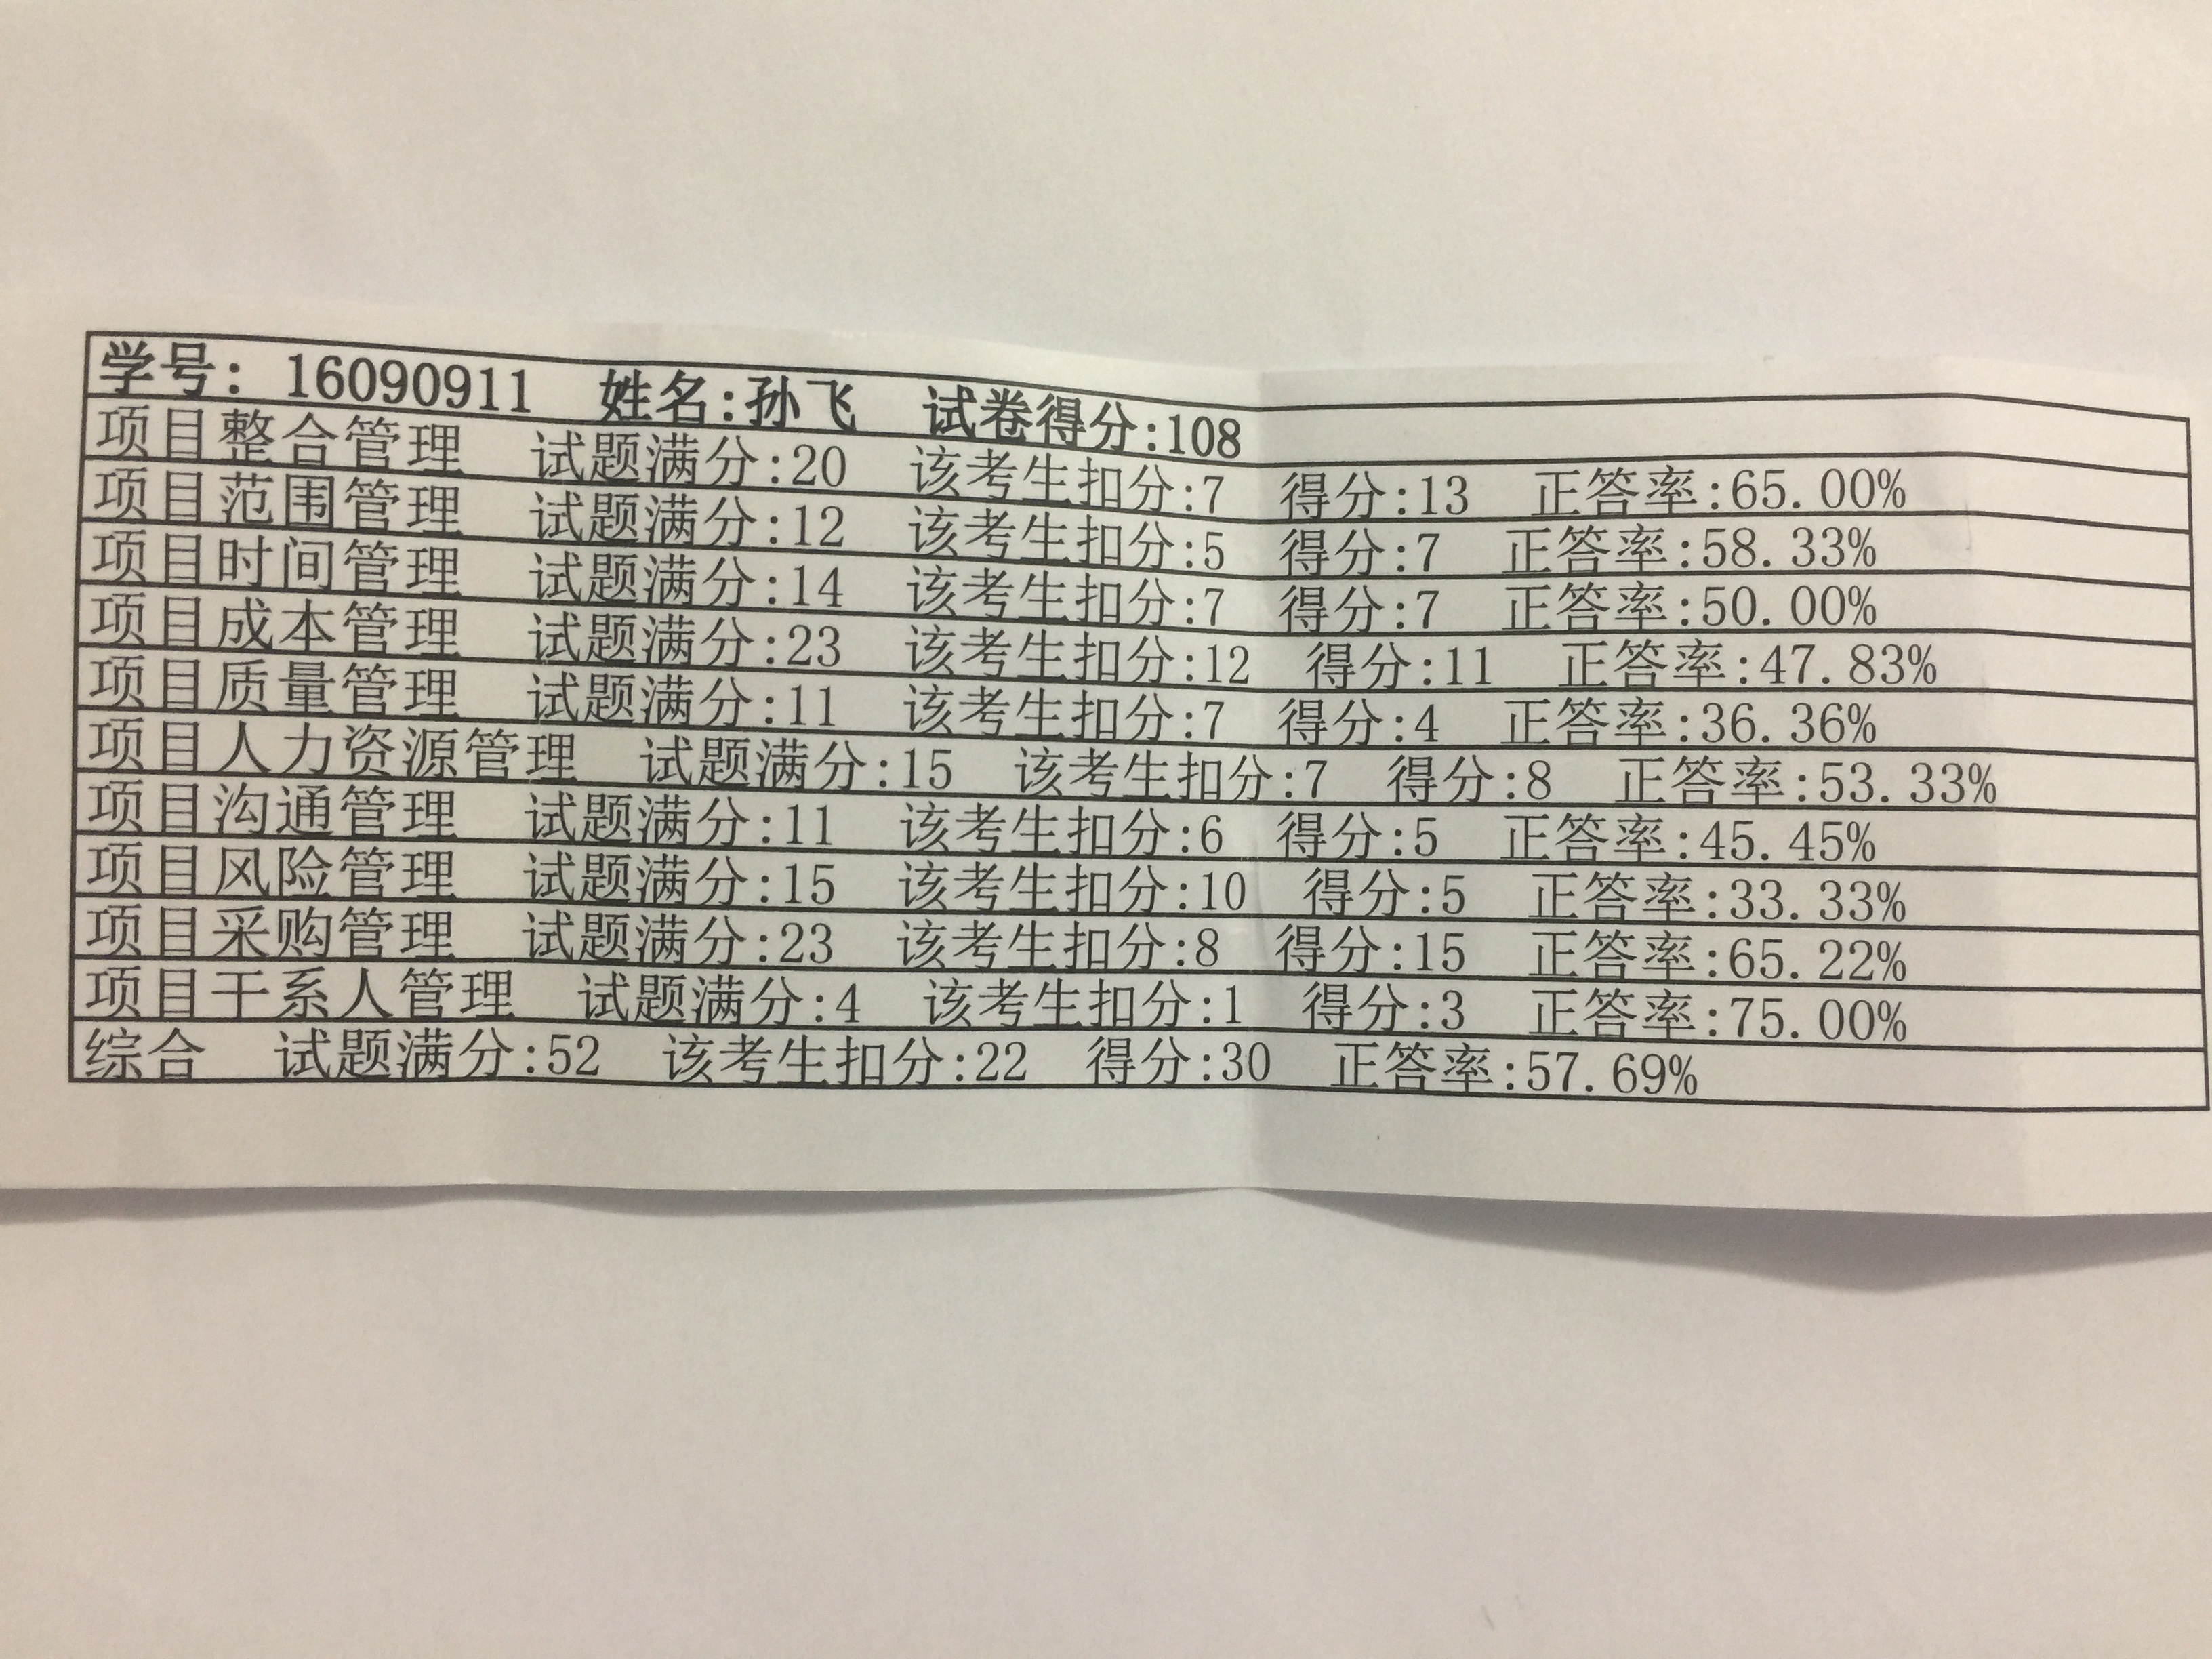 学号: 16090911 姓名:孙飞 试卷得分:108
项目整合管理 试题满分:20 该考生扣分:7 得分:13 正答率:65.00%
项目范围管理 试题满分:12 该考生扣分:5 得分:7 正答率:58.33%
项目时间管理 试题满分:14 该考生扣分:7 得分:7 正答率:50.00%
项目成本管理 试题满分:23 该考生扣分:12 得分:11 正答率:47.83%
项目质量管理 试题满分:11 该考生扣分:7 得分:4 正答率:36.36%
项目人力资源管理 试题满分:15 该考生扣分:7 得分:8 正答率:53.33%
项目沟通管理 试题满分:11 该考生扣分:6 得分:5 正答率:45.45%
项目风险管理 试题满分:15 该考生扣分:10 得分:5 正答率:33.33%
项目采购管理 试题满分:23 该考生扣分:8 得分:15 正答率:65.22%
项目干系人管理 试题满分:4 该考生扣分:1 得分:3 正答率:75.00%
综合 试题满分:52 该考生扣分:22 得分:30 正答率:57.69%